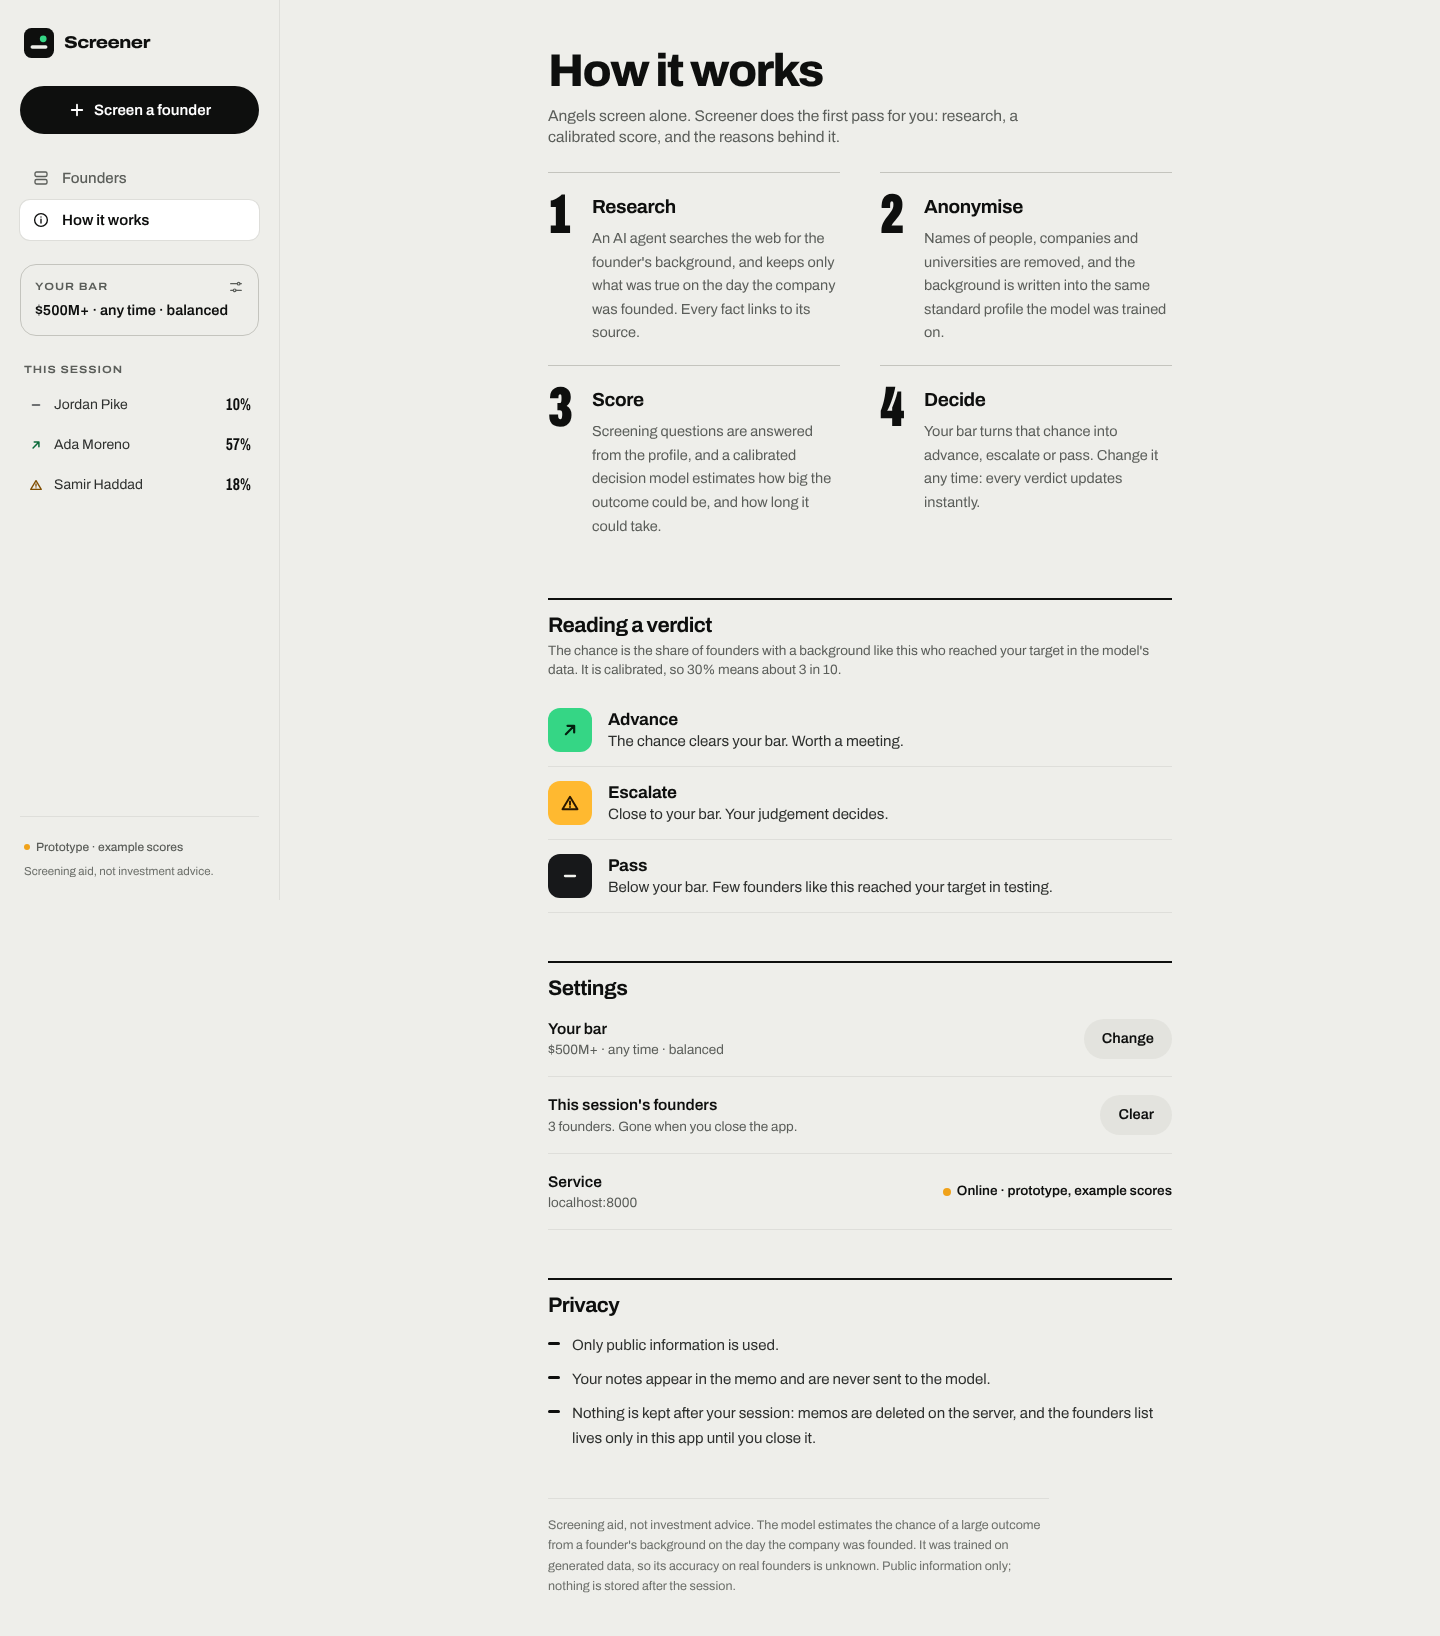 Screener
Screen a founder
Founders
How it works
YOUR BAR
$500M+ · any time · balanced
THIS SESSION
Jordan Pike 10%
Ada Moreno 57%
Samir Haddad 18%
Prototype · example scores
Screening aid, not investment advice.
How it works
Angels screen alone. Screener does the first pass for you: research, a
calibrated score, and the reasons behind it.
1 Research
An AI agent searches the web for the
founder's background, and keeps only
what was true on the day the company
was founded. Every fact links to its
source.
2 Anonymise
Names of people, companies and
universities are removed, and the
background is written into the same
standard profile the model was trained
on.
3 Score
Screening questions are answered
from the profile, and a calibrated
decision model estimates how big the
outcome could be, and how long it
could take.
4 Decide
Your bar turns that chance into
advance, escalate or pass. Change it
any time: every verdict updates
instantly.
Reading a verdict
The chance is the share of founders with a background like this who reached your target in the model's
data. It is calibrated, so 30% means about 3 in 10.
Advance
The chance clears your bar. Worth a meeting.
Escalate
Close to your bar. Your judgement decides.
Pass
Below your bar. Few founders like this reached your target in testing.
Settings
Your bar
$500M+ · any time · balanced
Change
This session's founders
3 founders. Gone when you close the app.
Clear
Service
localhost:8000
Online · prototype, example scores
Privacy
Only public information is used.
Your notes appear in the memo and are never sent to the model.
Nothing is kept after your session: memos are deleted on the server, and the founders list
lives only in this app until you close it.
Screening aid, not investment advice. The model estimates the chance of a large outcome
from a founder's background on the day the company was founded. It was trained on
generated data, so its accuracy on real founders is unknown. Public information only;
nothing is stored after the session.